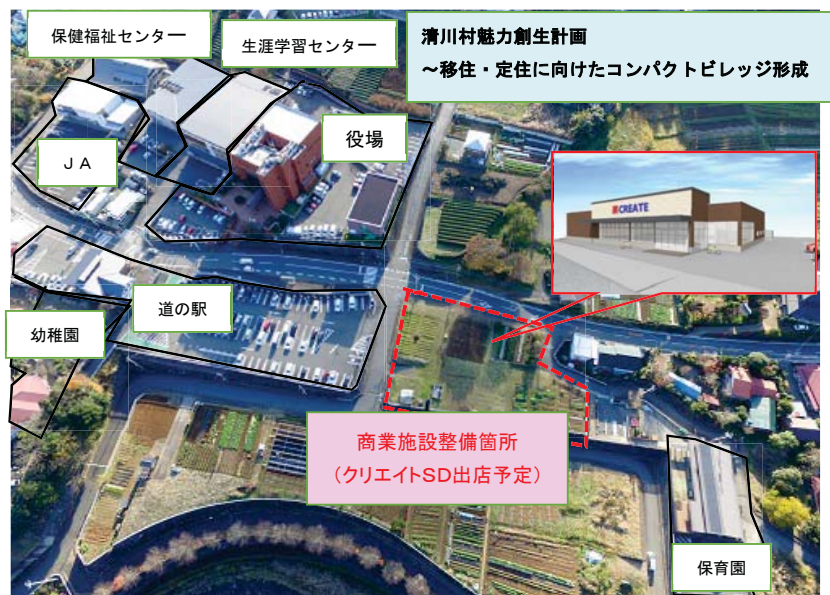 保健福祉センター
生涯学習センター
清川村魅力創生計画
～移住・定住に向けたコンパクトビレッジ形成
役場
ＪＡ
CREATE
道の駅
幼稚園
商業施設整備箇所
（クリエイトSD出店予定）
保育園